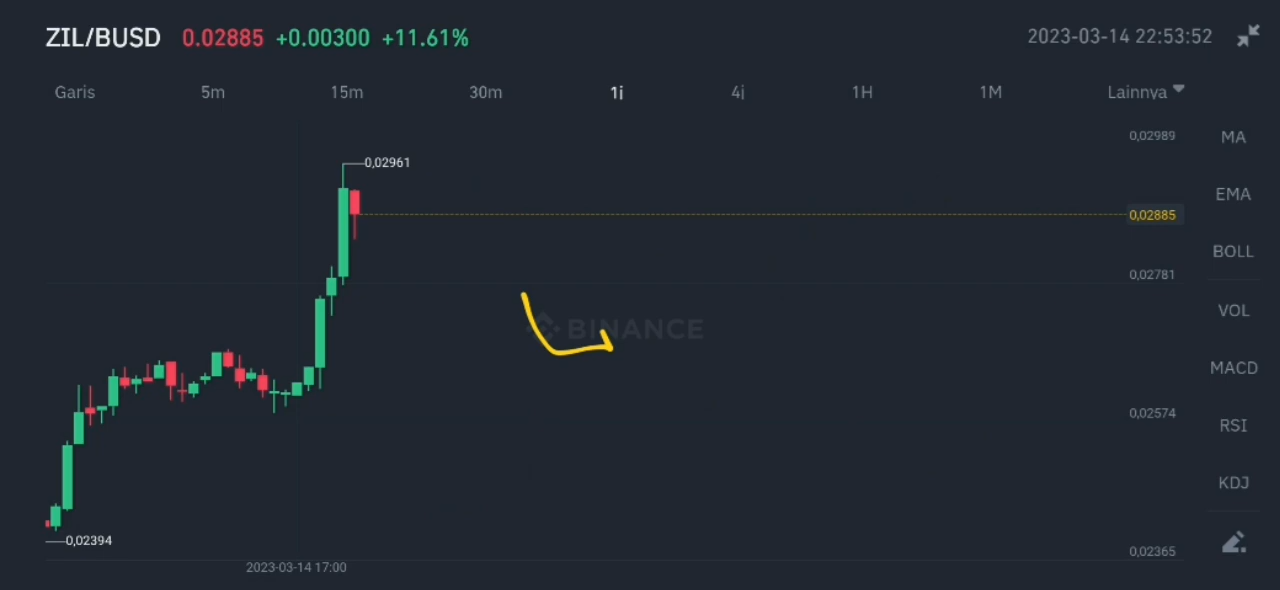 ZIL/BUSD 0.02885 +0.00300 +11.61% 2023-03-14 22:53:52
Garis 5m 15m 30m 1j 4j 1H 1M Lainnya
0,02989
MA
0,02961
EMA
0,02885
BOLL
0,02781
VOL
BINANCE
MACD
0,02574
RSI
KDJ
0,02394
0,02365
2023-03-14 17:00